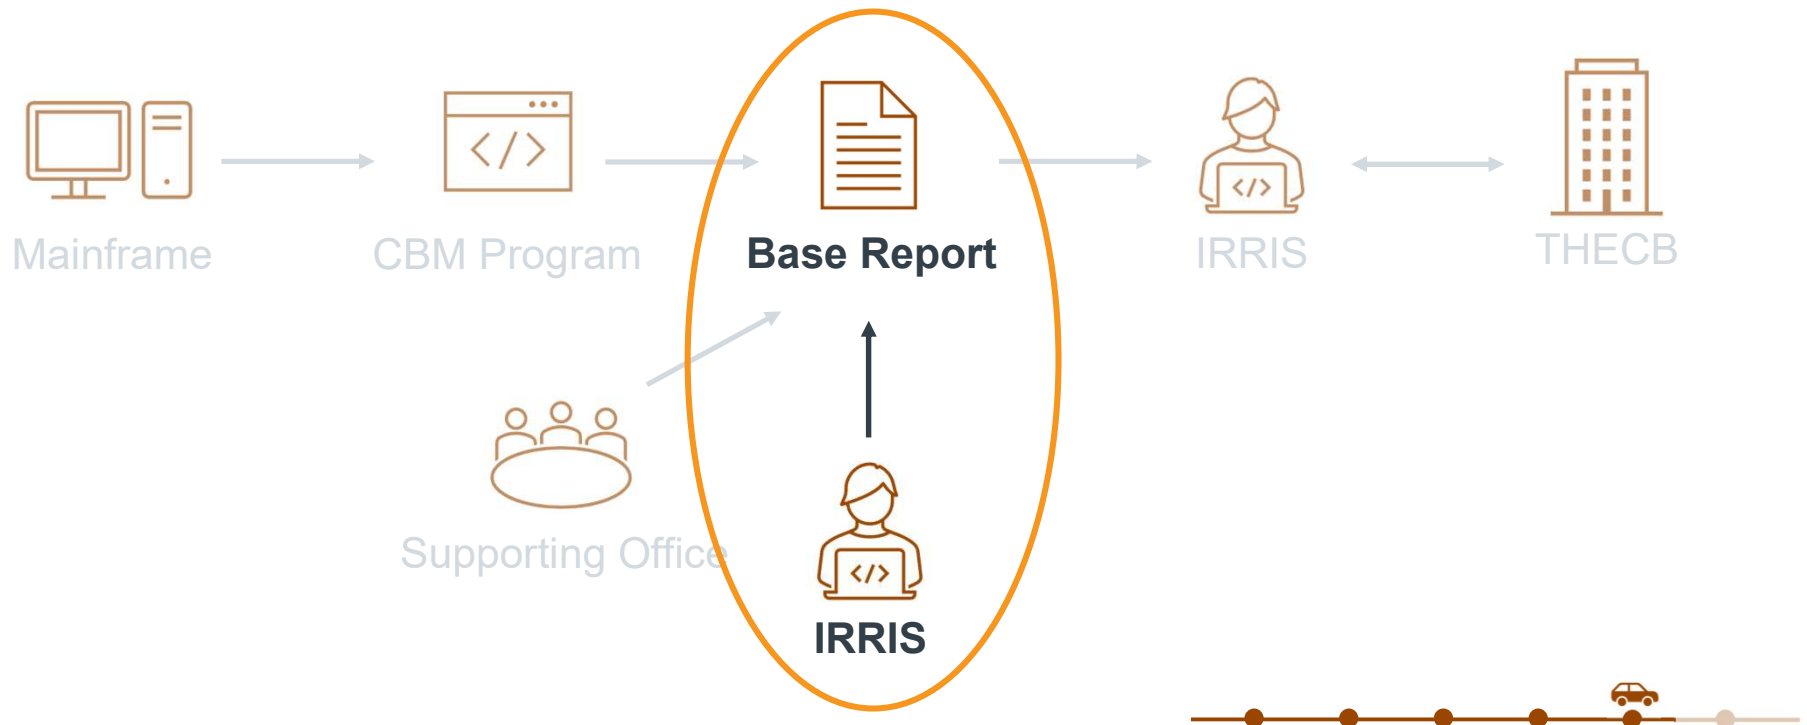 Mainframe
CBM Program
Base Report
IRRIS
THECB
Supporting Office
IRRIS